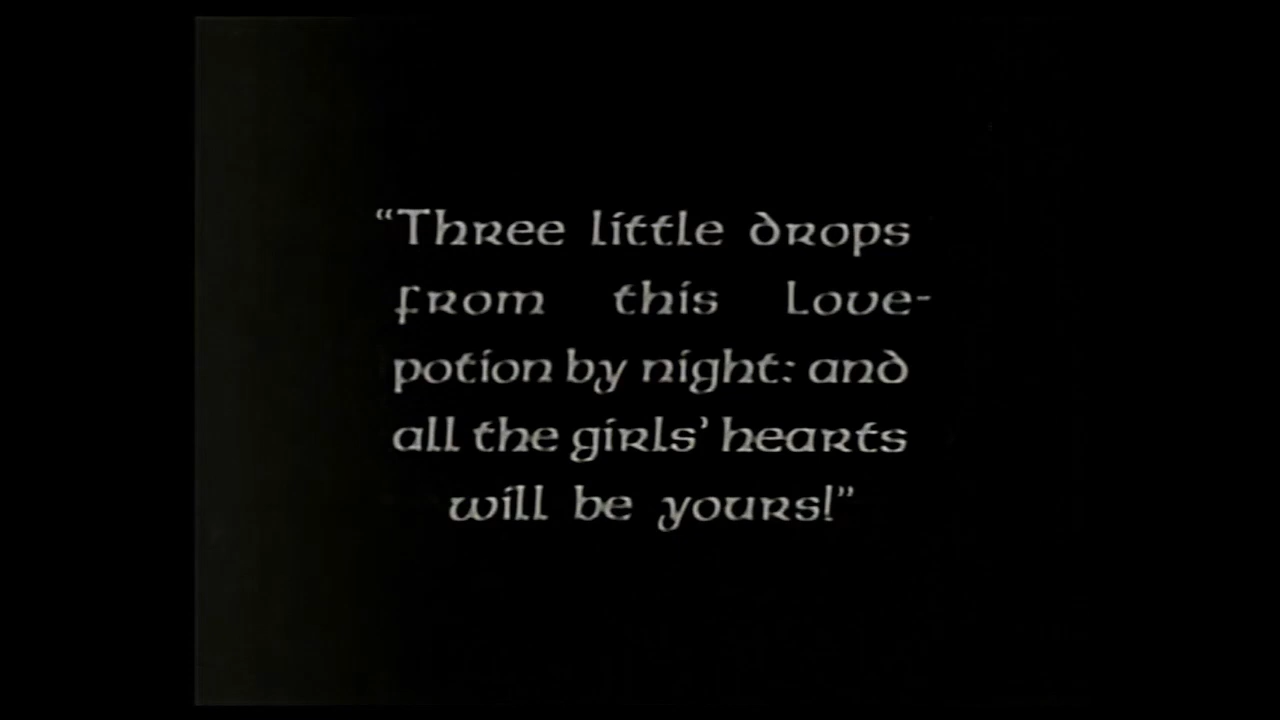 “Three little drops
from this Love-
potion by night: and
all the girls’ hearts
will be yours!”